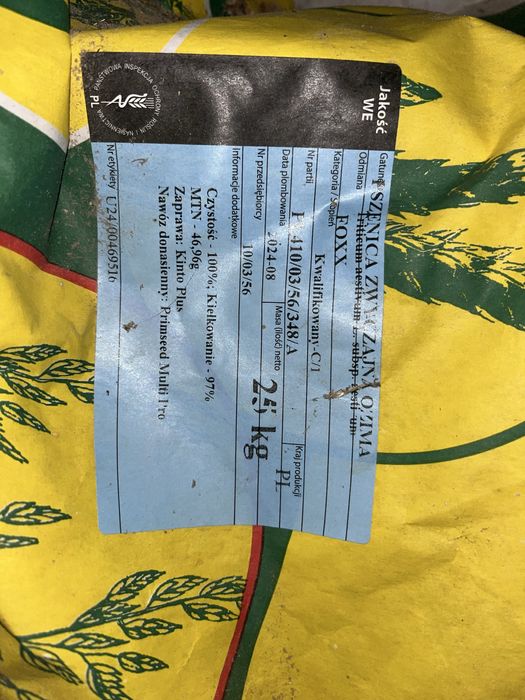 PAŃSTWOWA INSPEKCJA OCHRONY ROŚLIN I NASIENNICTWA
PL
Jakość
WE
Gatunek PSZENICA ZWYCZAJNA OZIMA
Triticum aestivum L. subsp. aestivum
Odmiana
FOXX
Kategoria / Stopień
Kwalifikowany-C/1
Nr partii
410/03/56/348/A
Kraj produkcji
PL
Data plombowania
2024-08
Masa (ilość) netto
25 kg
Nr przedsiębiorcy
10/03/56
Informacje dodatkowe
Czystość - 100%; Kiełkowanie - 97%
MTN - 46,96g
Zaprawa: Kinto Plus
Nawóz donasienny: Primseed Multi Pro
Nr etykiety U24/00469516